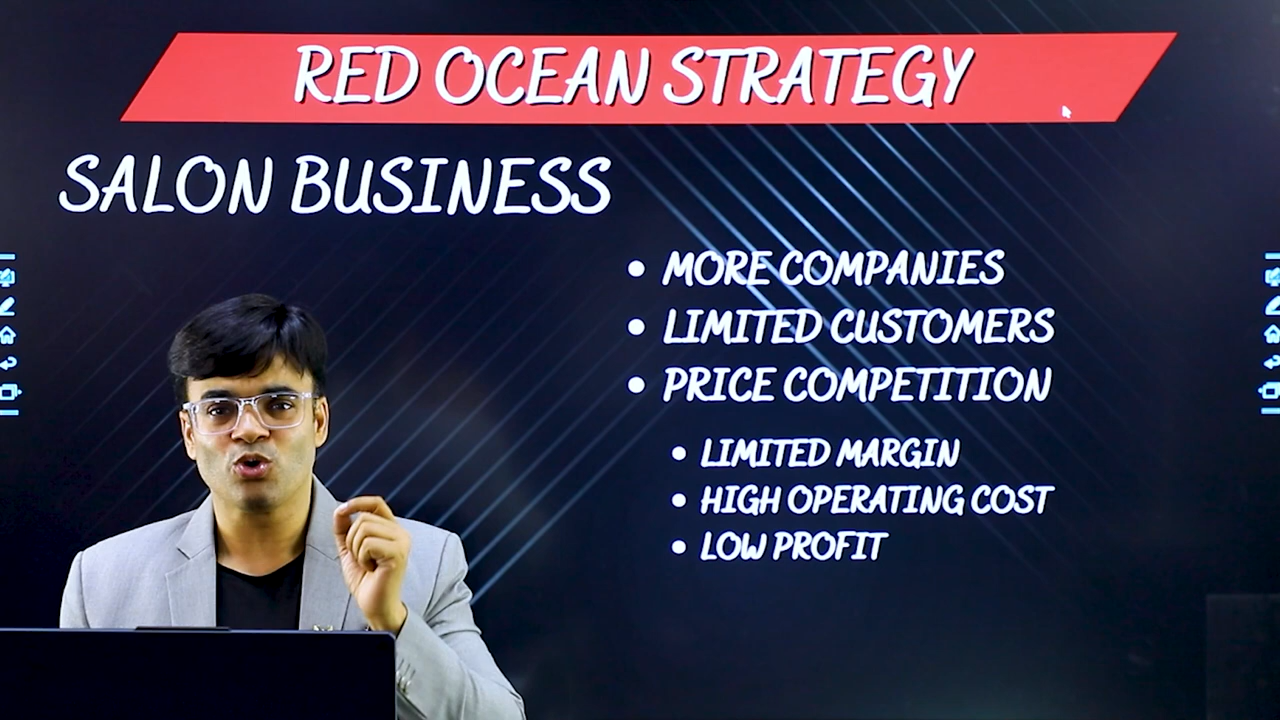 RED OCEAN STRATEGY
SALON BUSINESS
• MORE COMPANIES
• LIMITED CUSTOMERS
• PRICE COMPETITION
• LIMITED MARGIN
• HIGH OPERATING COST
• LOW PROFIT